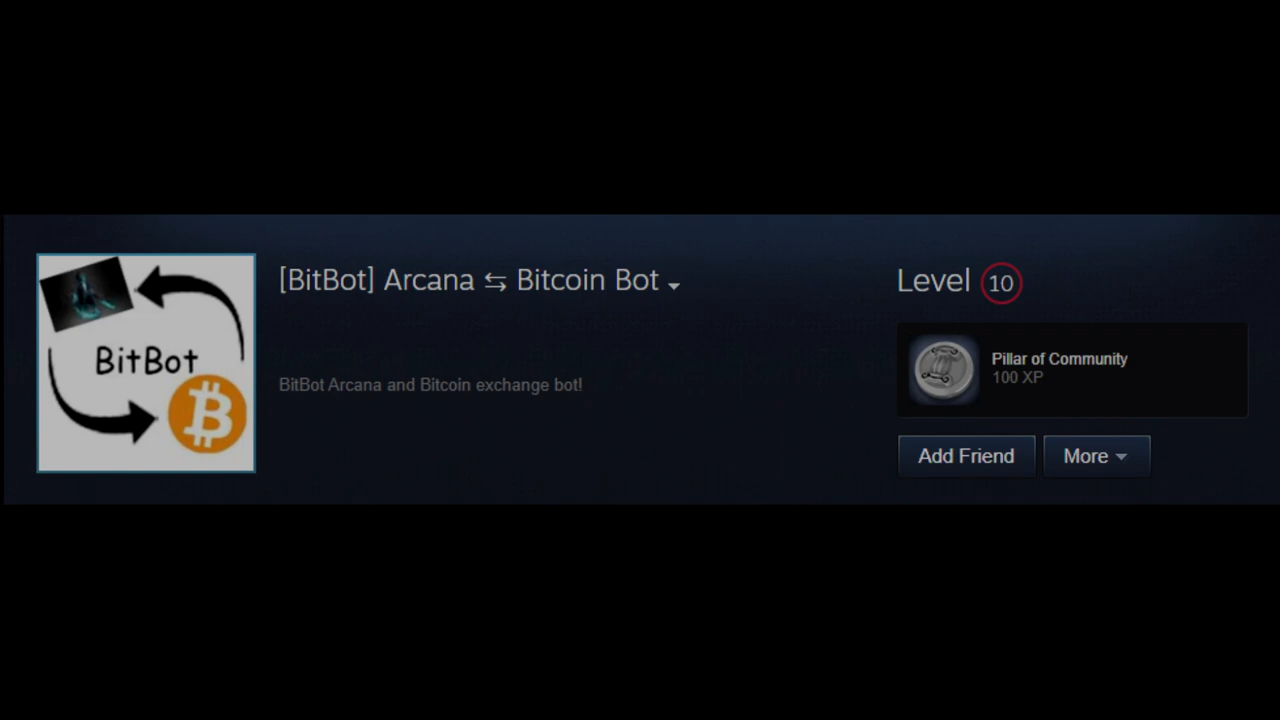 [BitBot] Arcana ⇆ Bitcoin Bot
BitBot Arcana and Bitcoin exchange bot!
BitBot
Level 10
Pillar of Community
100 XP
Add Friend
More